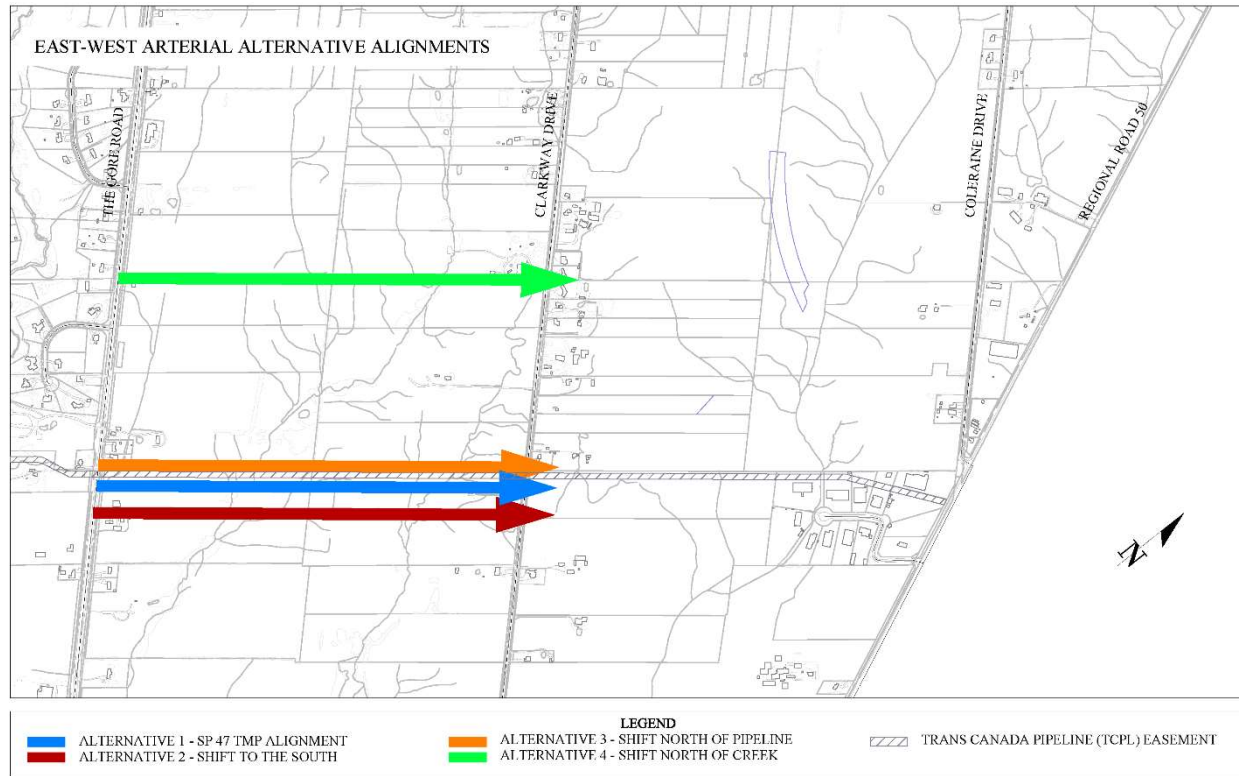 EAST-WEST ARTERIAL ALTERNATIVE ALIGNMENTS
THE GORE ROAD
CLARKWAY DRIVE
COLERAINE DRIVE
REGIONAL ROAD 50
N
LEGEND
ALTERNATIVE 1 - SP 47 TMP ALIGNMENT
ALTERNATIVE 2 - SHIFT TO THE SOUTH
ALTERNATIVE 3 - SHIFT NORTH OF PIPELINE
ALTERNATIVE 4 - SHIFT NORTH OF CREEK
TRANS CANADA PIPELINE (TCPL) EASEMENT